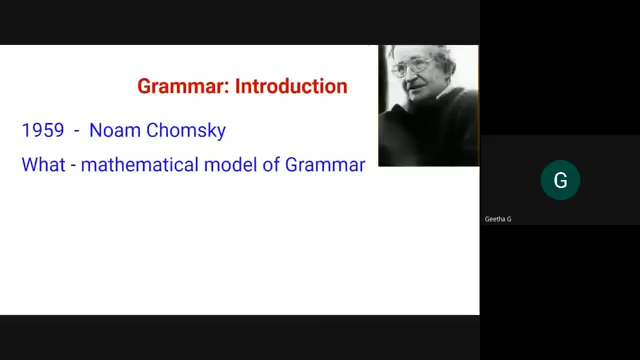 Grammar: Introduction
1959 - Noam Chomsky
What - mathematical model of Grammar
G
Geetha G